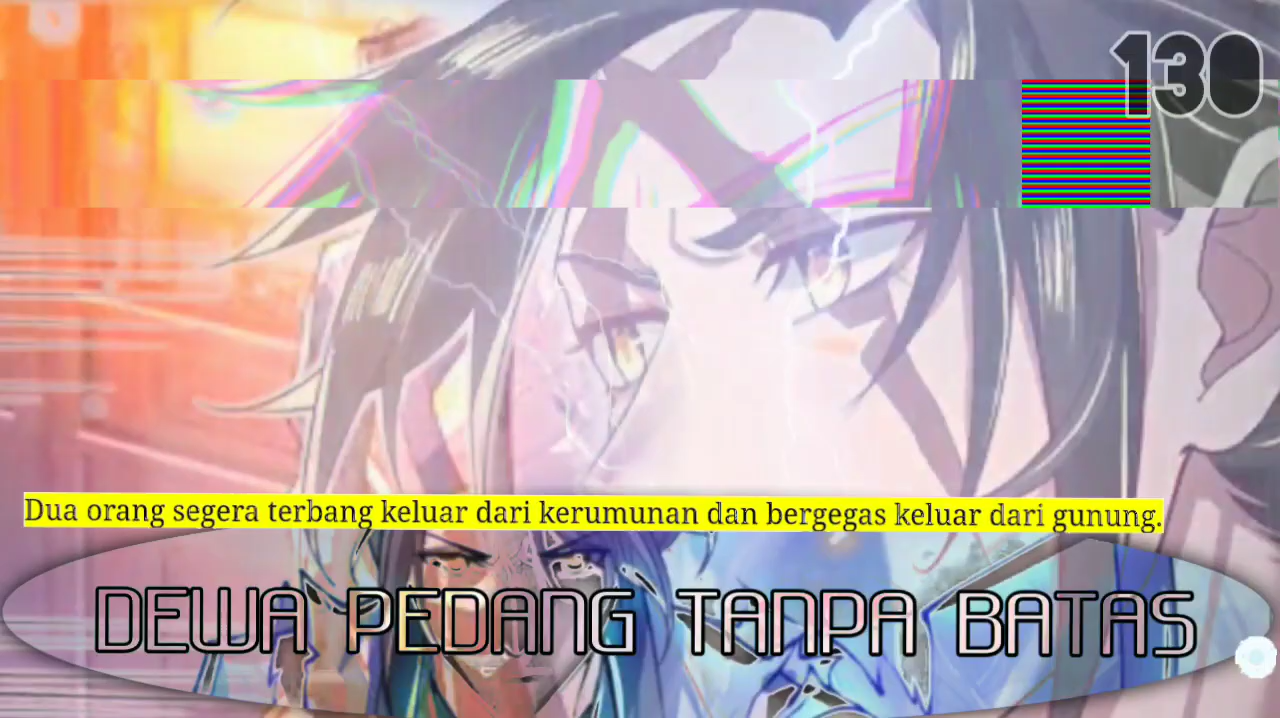 130
Dua orang segera terbang keluar dari kerumunan dan bergegas keluar dari gunung.
DEWA PEDANG TANPA BATAS